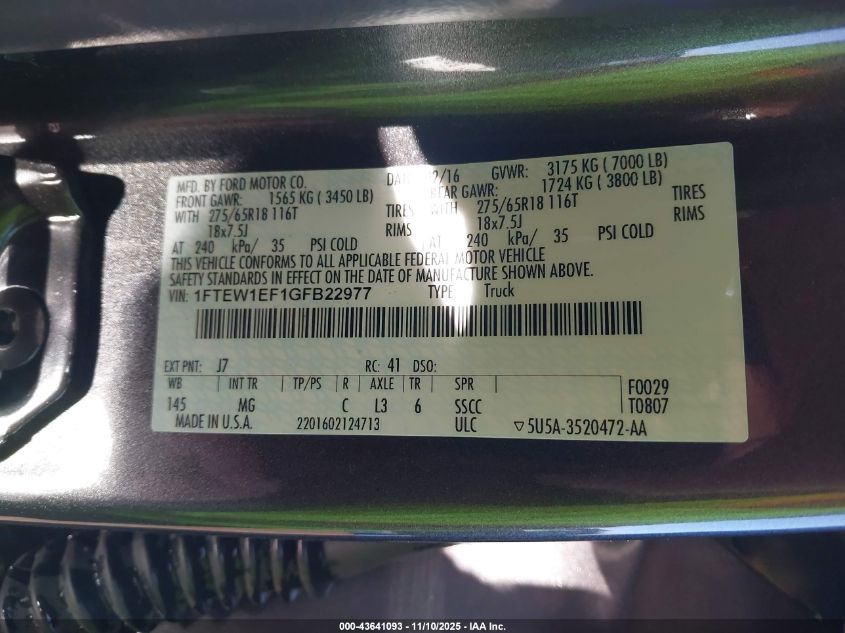 MFD. BY FORD MOTOR CO. 2/16 GVWR: 3175 KG ( 7000 LB)
FRONT GAWR: 1565 KG ( 3450 LB) REAR GAWR: 1724 KG ( 3800 LB)
WITH 275/65R18 116T TIRES 275/65R18 116T TIRES
18x7.5J RIMS 18x7.5J RIMS
AT 240 kPa/ 35 PSI COLD AT 240 kPa/ 35 PSI COLD
THIS VEHICLE CONFORMS TO ALL APPLICABLE FEDERAL MOTOR VEHICLE
SAFETY STANDARDS IN EFFECT ON THE DATE OF MANUFACTURE SHOWN ABOVE.
VIN: 1FTEW1EF1GFB22977 TYPE: Truck
EXT PNT: J7 RC: 41 DSO:
WB INT TR TP/PS R AXLE TR SPR F0029
145 MG C L3 6 SSCC T0807
MADE IN U.S.A. 2201602124713 ULC ▽5U5A-3520472-AA
000-43641093 - 11/10/2025 - IAA Inc.